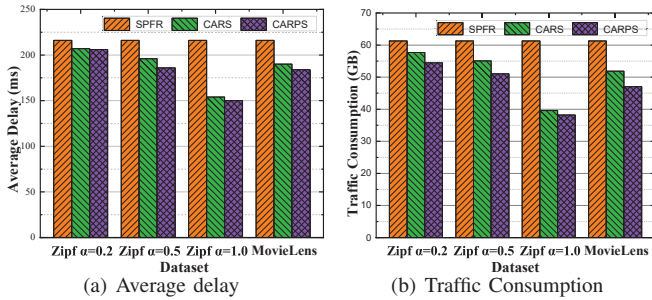 SPFR CARS CARPS
250
200
150
100
50
0
Average Delay (ms)
Zipf α=0.2 Zipf α=0.5 Zipf α=1.0 MovieLens
Dataset
(a) Average delay
SPFR CARS CARPS
70
60
50
40
30
20
10
0
Traffic Consumption (GB)
Zipf α=0.2 Zipf α=0.5 Zipf α=1.0 MovieLens
Dataset
(b) Traffic Consumption